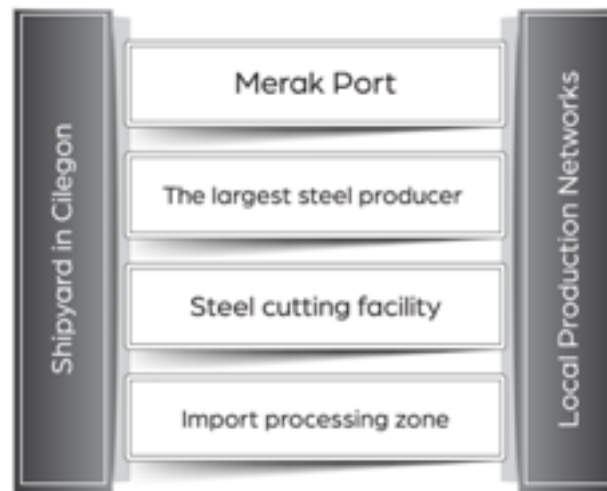 Shipyard in Cilegon
Merak Port
The largest steel producer
Steel cutting facility
Import processing zone
Local Production Networks